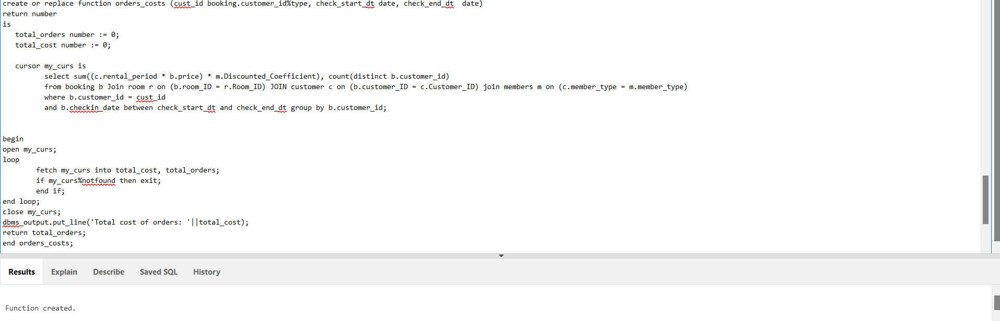 create or replace function orders_costs (cust_id booking.customer_id%type, check_start_dt date, check_end_dt  date)
return number
is
   total_orders number := 0;
   total_cost number := 0;
   cursor my_curs is
          select sum((c.rental_period * b.price) * m.Discounted_Coefficient), count(distinct b.customer_id)
          from booking b Join room r on (b.room_ID = r.Room_ID) JOIN customer c on (b.customer_ID = c.Customer_ID) join members m on (c.member_type = m.member_type)
          where b.customer_id = cust_id
          and b.checkin_date between check_start_dt and check_end_dt group by b.customer_id;
begin
open my_curs;
loop
        fetch my_curs into total_cost, total_orders;
        if my_curs%notfound then exit;
        end if;
end loop;
close my_curs;
dbms_output.put_line('Total cost of orders: '||total_cost);
return total_orders;
end orders_costs;
Results Explain Describe Saved SQL History
Function created.